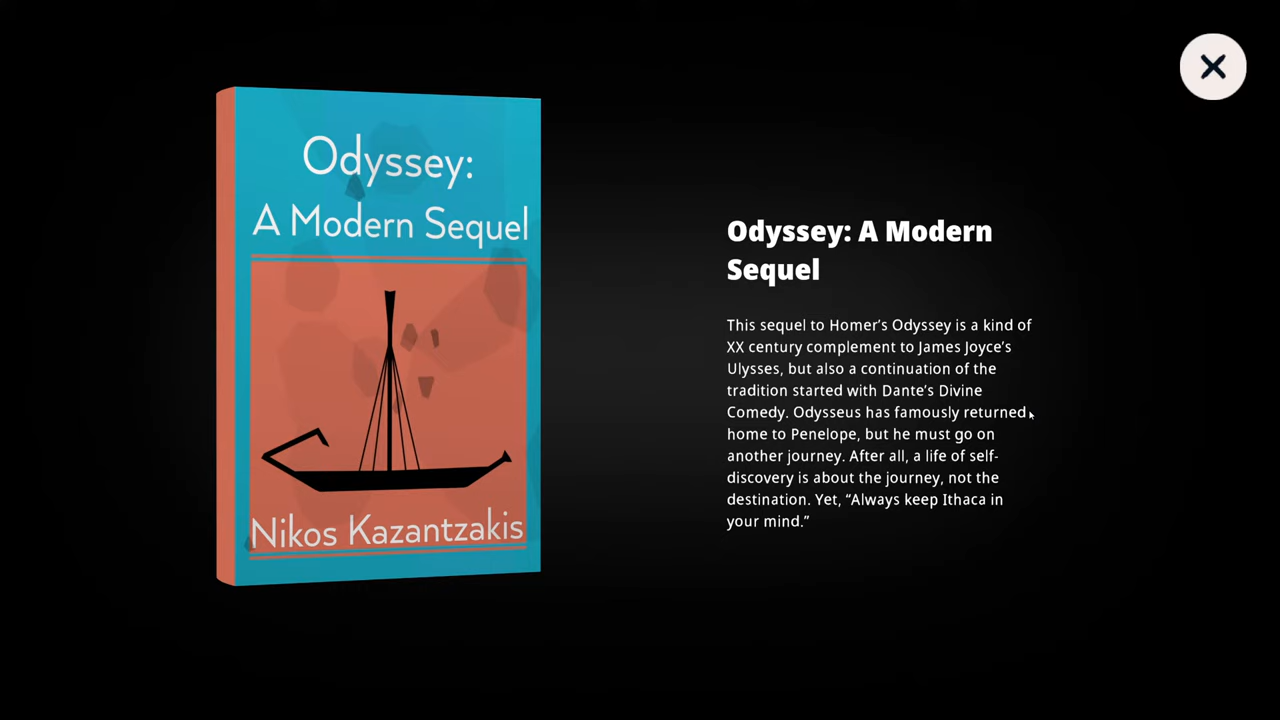 Odyssey:
A Modern Sequel
Nikos Kazantzakis
Odyssey: A Modern
Sequel
This sequel to Homer’s Odyssey is a kind of
XX century complement to James Joyce’s
Ulysses, but also a continuation of the
tradition started with Dante’s Divine
Comedy. Odysseus has famously returned
home to Penelope, but he must go on
another journey. After all, a life of self-
discovery is about the journey, not the
destination. Yet, “Always keep Ithaca in
your mind.”